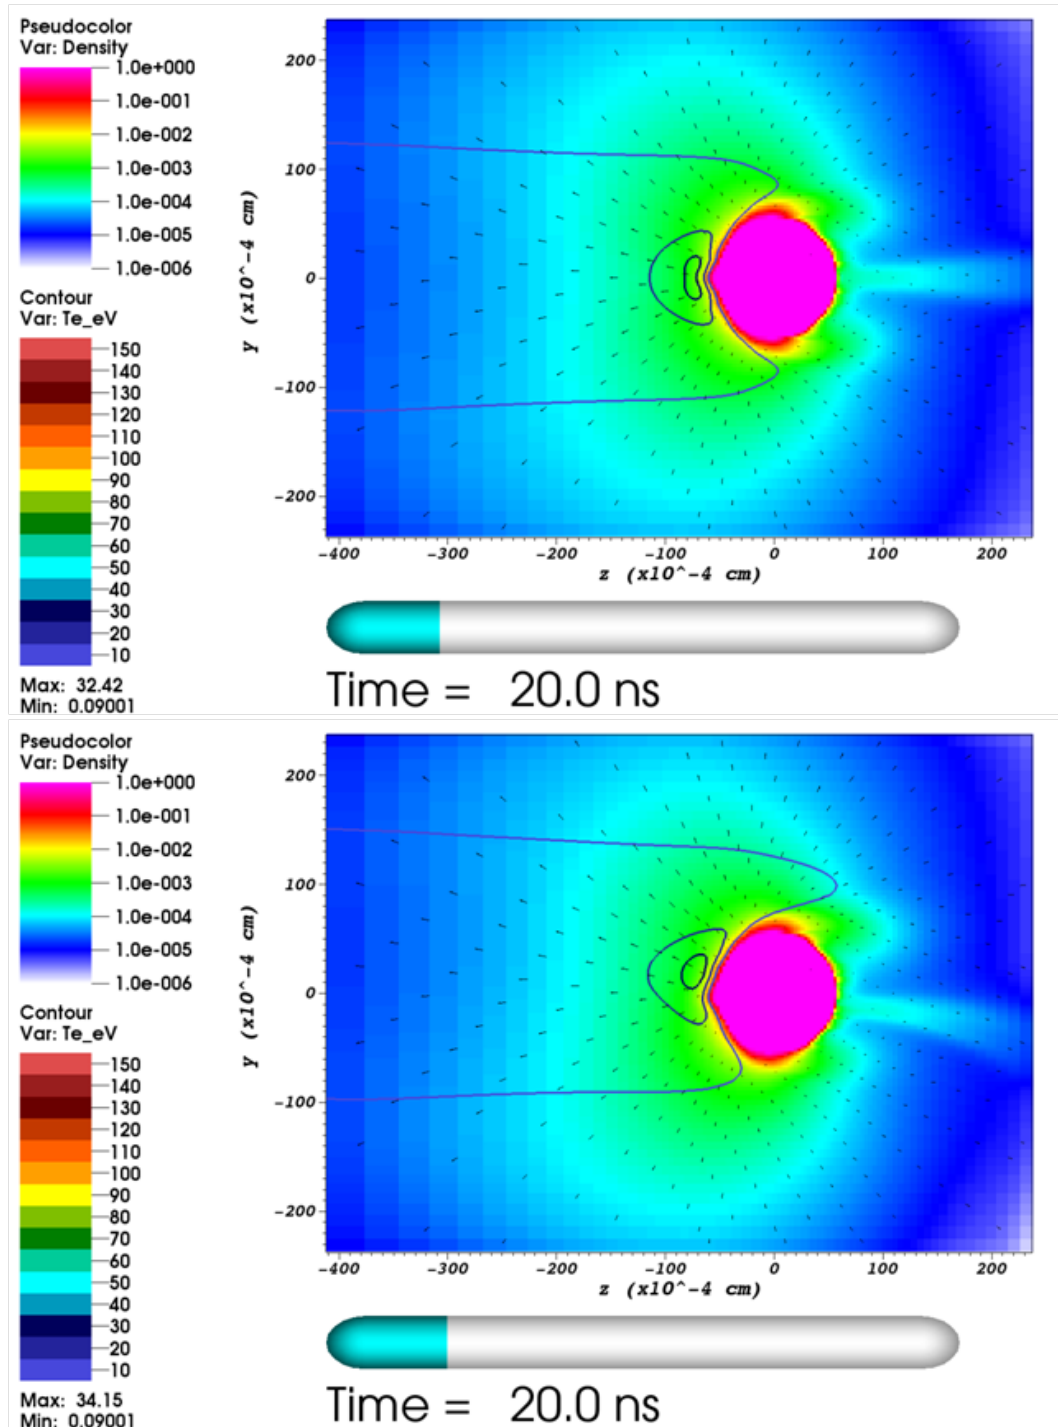 Pseudocolor
Var: Density
1.0e+000
1.0e-001
1.0e-002
1.0e-003
1.0e-004
1.0e-005
1.0e-006
Contour
Var: Te_eV
150
140
130
120
110
100
90
80
70
60
50
40
30
20
10
Max: 32.42
Min: 0.09001
y (x10^-4 cm)
200
100
0
-100
-200
-400 -300 -200 -100 0 100 200
z (x10^-4 cm)
Time = 20.0 ns
Pseudocolor
Var: Density
1.0e+000
1.0e-001
1.0e-002
1.0e-003
1.0e-004
1.0e-005
1.0e-006
Contour
Var: Te_eV
150
140
130
120
110
100
90
80
70
60
50
40
30
20
10
Max: 34.15
Min: 0.09001
y (x10^-4 cm)
200
100
0
-100
-200
-400 -300 -200 -100 0 100 200
z (x10^-4 cm)
Time = 20.0 ns